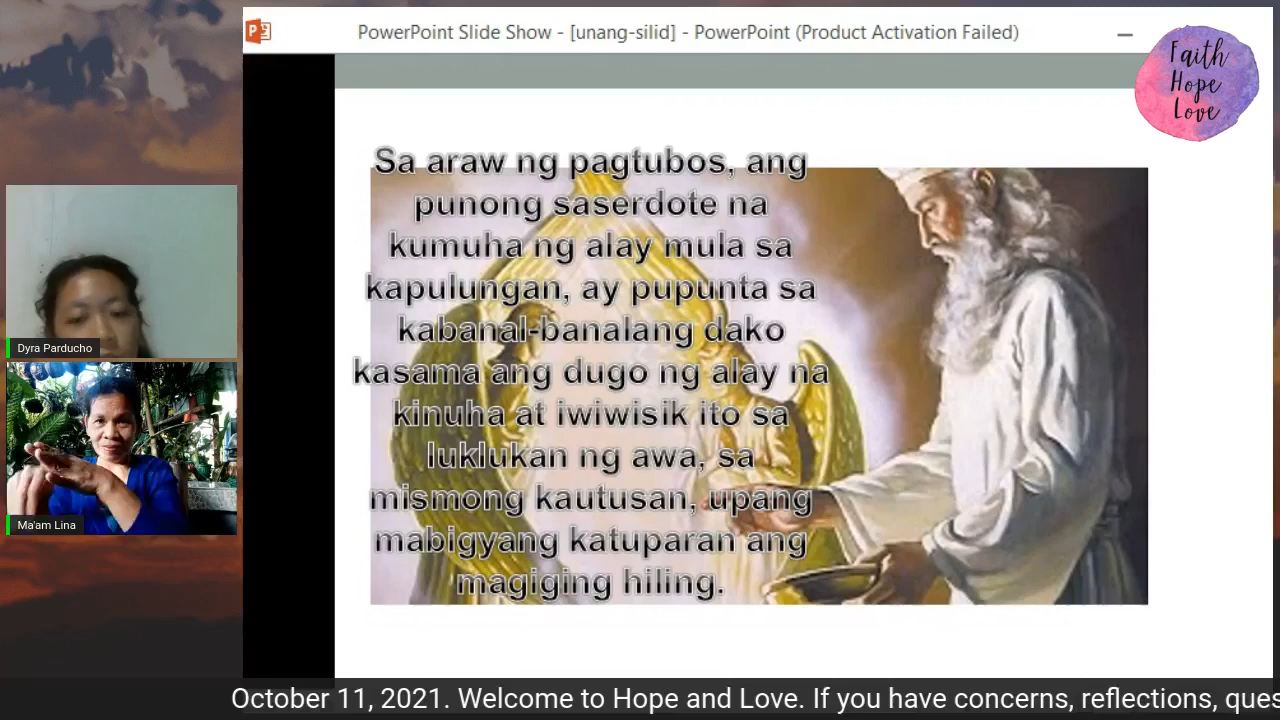 PowerPoint Slide Show - [unang-silid] - PowerPoint (Product Activation Failed)
Faith
Hope
Love
Sa araw ng pagtubos, ang
punong saserdote na
kumuha ng alay mula sa
kapulungan, ay pupunta sa
kabanal-banalang dako
kasama ang dugo ng alay na
kinuha at iwiwisik ito sa
luklukan ng awa, sa
mismong kautusan, upang
mabigyang katuparan ang
magiging hiling.
Dyra Parducho
Ma'am Lina
October 11, 2021. Welcome to Hope and Love. If you have concerns, reflections, ques